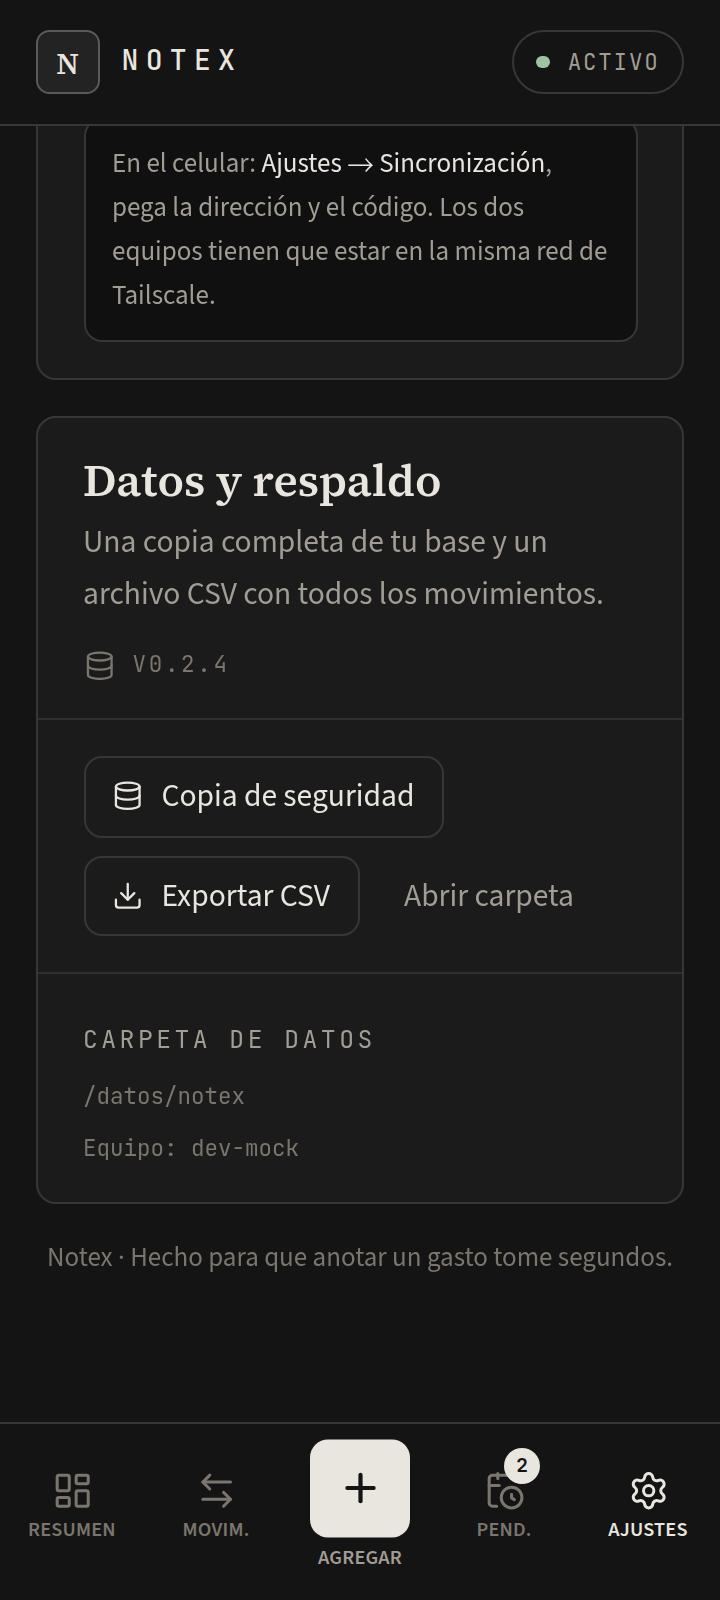 N NOTEX
ACTIVO
En el celular: Ajustes → Sincronización,
pega la dirección y el código. Los dos
equipos tienen que estar en la misma red de
Tailscale.
Datos y respaldo
Una copia completa de tu base y un
archivo CSV con todos los movimientos.
V0.2.4
Copia de seguridad
Exportar CSV
Abrir carpeta
CARPETA DE DATOS
/datos/notex
Equipo: dev-mock
Notex · Hecho para que anotar un gasto tome segundos.
2
RESUMEN
MOVIM.
AGREGAR
PEND.
AJUSTES